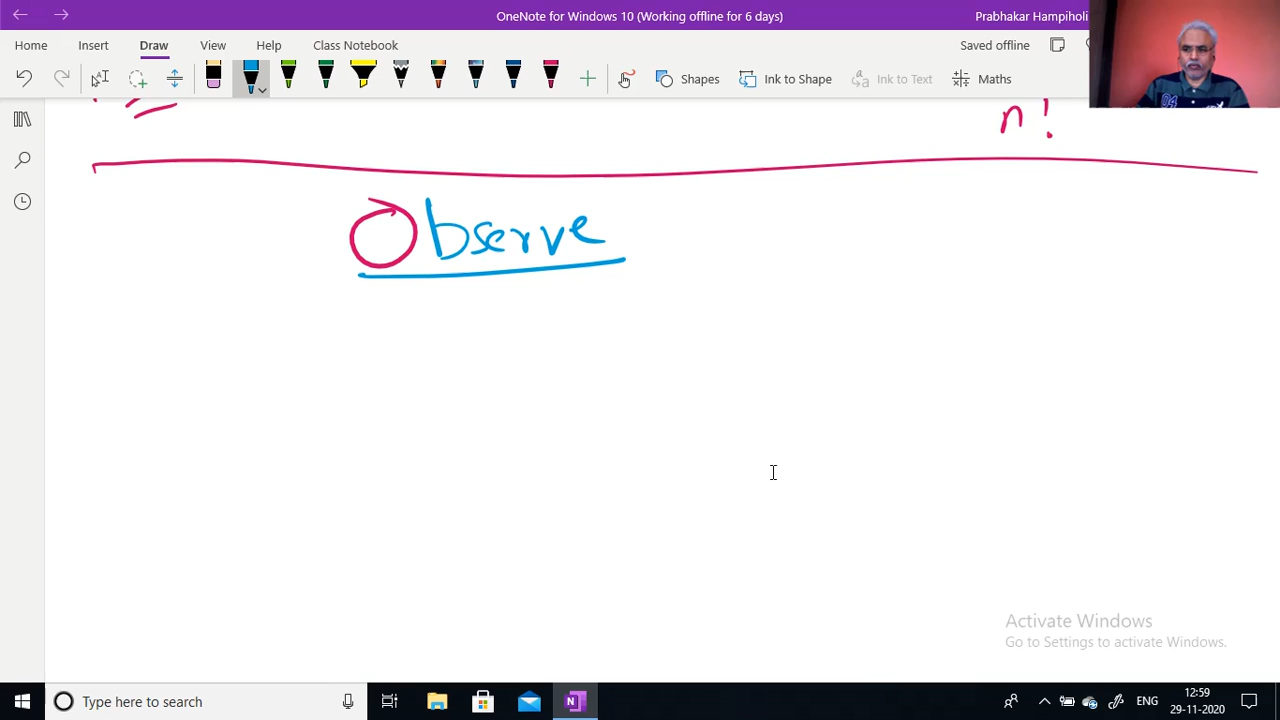 OneNote for Windows 10 (Working offline for 6 days)
Prabhakar Hampiholi
Home Insert Draw View Help Class Notebook
Saved offline
Shapes Ink to Shape Ink to Text Maths
n!
Observe
Activate Windows
Go to Settings to activate Windows.
Type here to search
ENG
12:59
29-11-2020